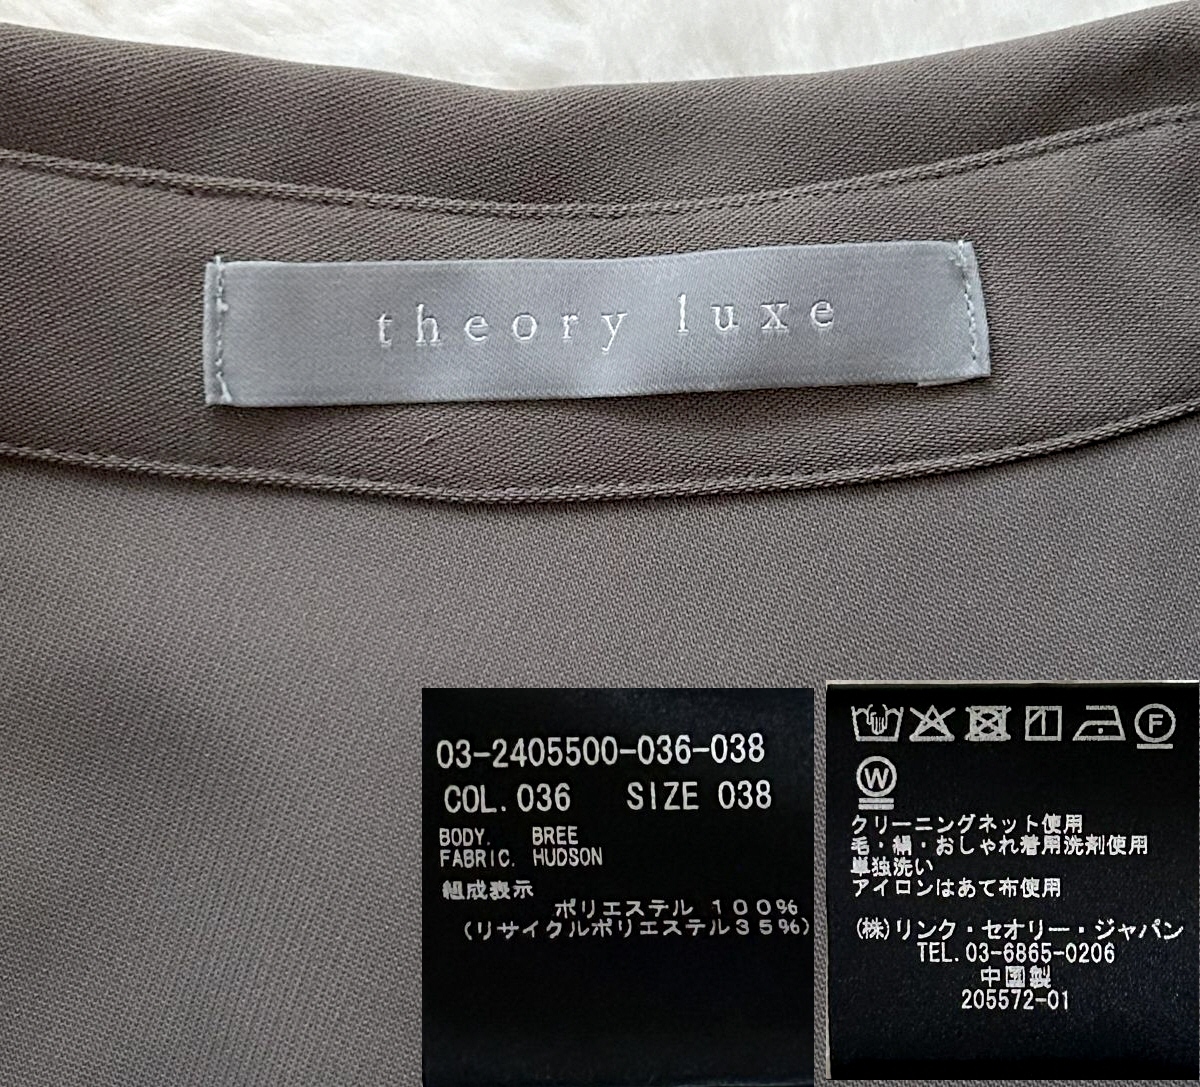 theory luxe
03-2405500-036-038
COL. 036 SIZE 038
BODY. BREE
FABRIC. HUDSON
組成表示
ポリエステル 100%
(リサイクルポリエステル35%)
F
W
クリーニングネット使用
毛・絹・おしゃれ着用洗剤使用
単独洗い
アイロンはあて布使用
(株)リンク・セオリー・ジャパン
TEL.03-6865-0206
中国製
205572-01